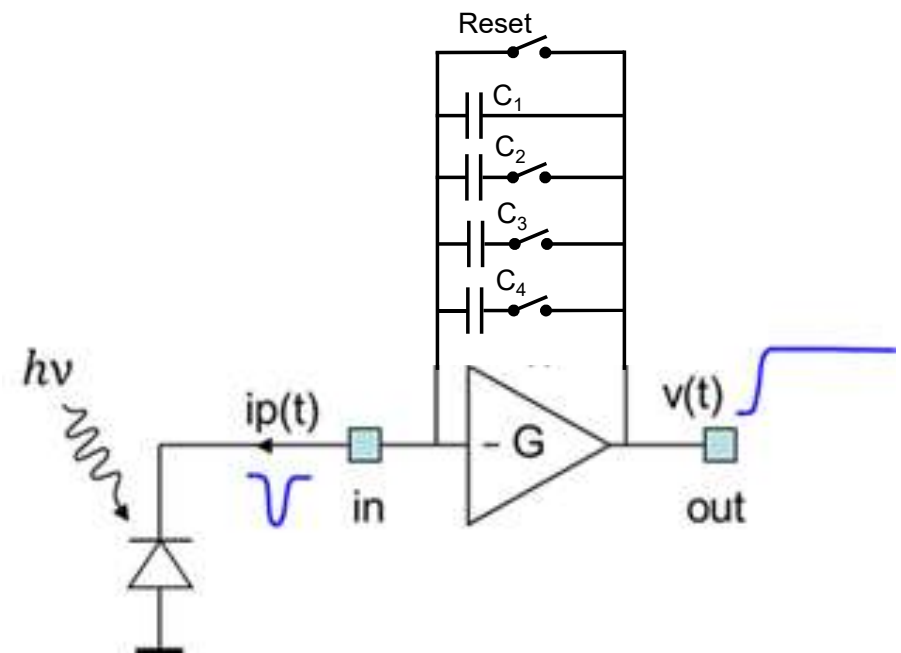 Reset
C₁
C₂
C₃
C₄
hν
ip(t)
v(t)
- G
in
out